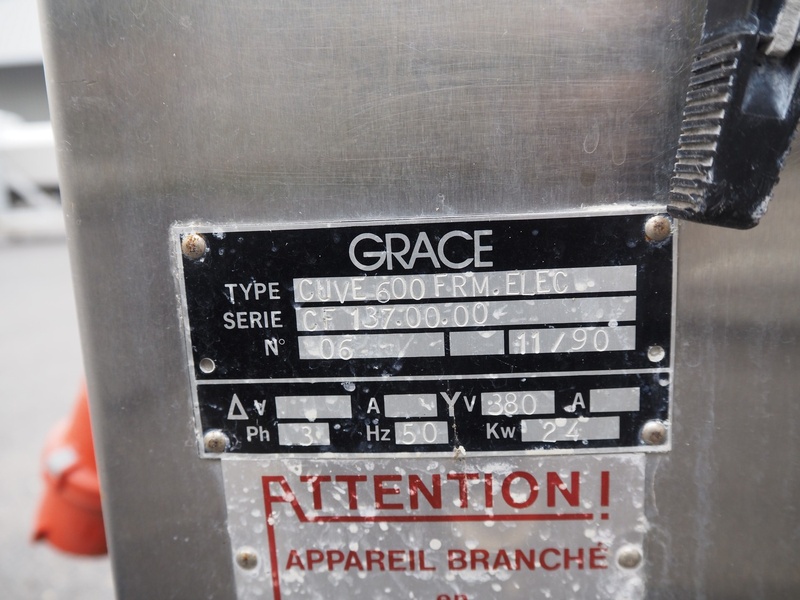 GRACE
TYPE CUVE 600 FRM. ELEC
SERIE CF 137.00.00
N° 06 11/90
Δ V A Y V 380 A
Ph 3 Hz 50 Kw 24
ATTENTION!
APPAREIL BRANCHÉ